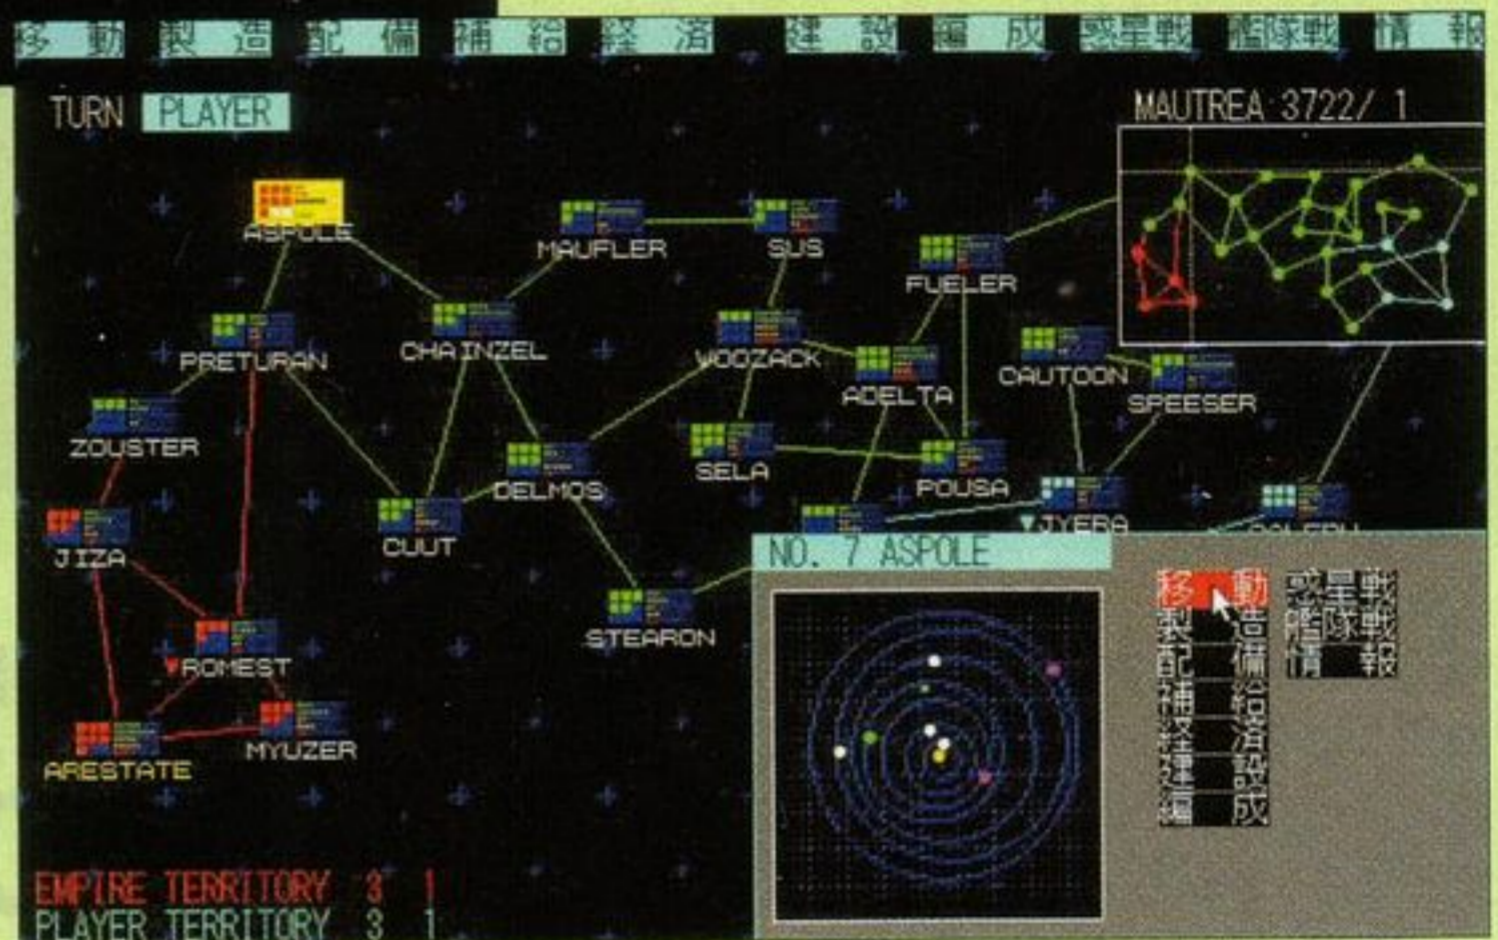 移動 製造 配備 補給 経済 建設 編成 惑星戦 艦隊戦 情報
TURN PLAYER
MAUTREA 3722/ 1
ASPOLE
MAUFLER
SUS
FUELER
PRETURAN
CHAINZEL
WOOZACK
ADELTA
CAUTOON
SPEESER
ZOUSTER
DELMOS
SELA
POUSA
JIZA
CUUT
▼JYERA
STEARON
▼ROMEST
ARESTATE
MYUZER
NO. 7 ASPOLE
移動 惑星戦
製造 艦隊戦
配備 情報
補給
経済
建設
編成
EMPIRE TERRITORY 3 1
PLAYER TERRITORY 3 1